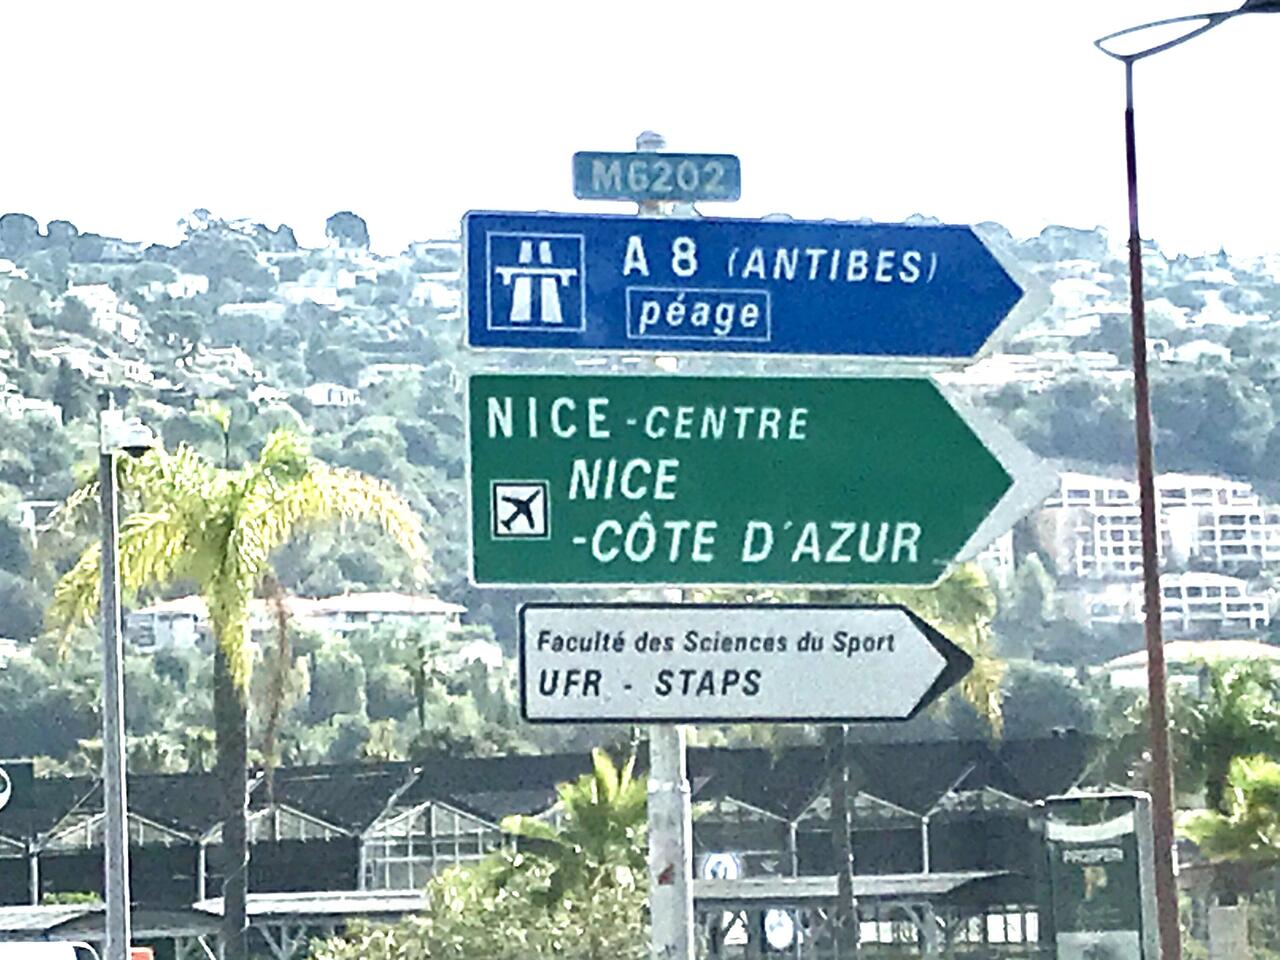 M6202
A 8 (ANTIBES)
péage
NICE - CENTRE
NICE
-CÔTE D'AZUR
Faculté des Sciences du Sport
UFR - STAPS